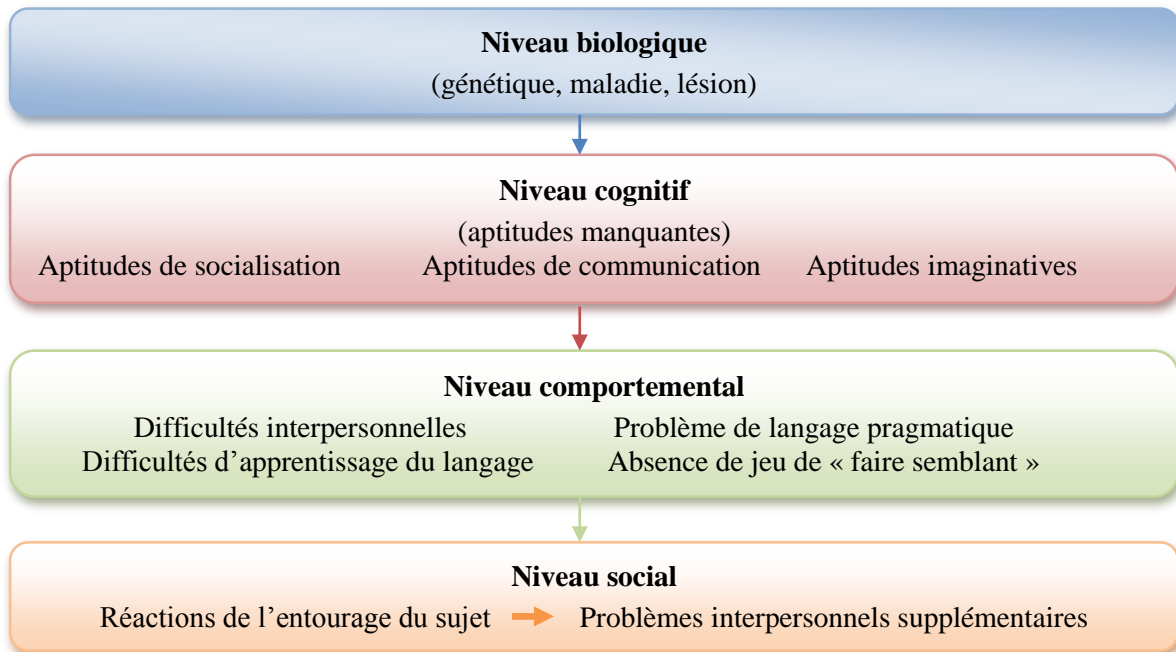 Niveau biologique
(génétique, maladie, lésion)
Niveau cognitif
(aptitudes manquantes)
Aptitudes de socialisation Aptitudes de communication Aptitudes imaginatives
Niveau comportemental
Difficultés interpersonnelles Problème de langage pragmatique
Difficultés d’apprentissage du langage Absence de jeu de « faire semblant »
Niveau social
Réactions de l’entourage du sujet Problèmes interpersonnels supplémentaires